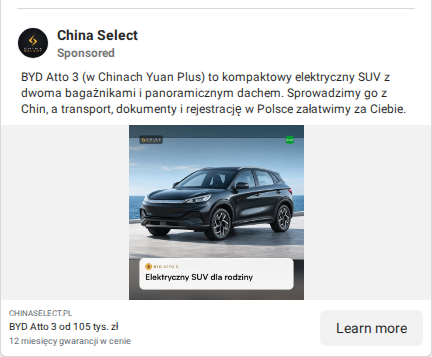 China Select
Sponsored
BYD Atto 3 (w Chinach Yuan Plus) to kompaktowy elektryczny SUV z
dwoma bagażnikami i panoramicznym dachem. Sprowadzimy go z
Chin, a transport, dokumenty i rejestrację w Polsce załatwimy za Ciebie.
BYD ATTO 3
Elektryczny SUV dla rodziny
CHINASELECT.PL
BYD Atto 3 od 105 tys. zł
12 miesięcy gwarancji w cenie
Learn more